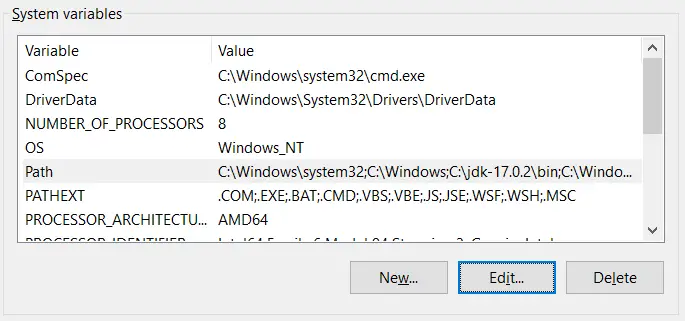 System variables
Variable Value
ComSpec C:\Windows\system32\cmd.exe
DriverData C:\Windows\System32\Drivers\DriverData
NUMBER_OF_PROCESSORS 8
OS Windows_NT
Path C:\Windows\system32;C:\Windows;C:\jdk-17.0.2\bin;C:\Windo...
PATHEXT .COM;.EXE;.BAT;.CMD;.VBS;.VBE;.JS;.JSE;.WSF;.WSH;.MSC
PROCESSOR_ARCHITECTU... AMD64
New... Edit... Delete